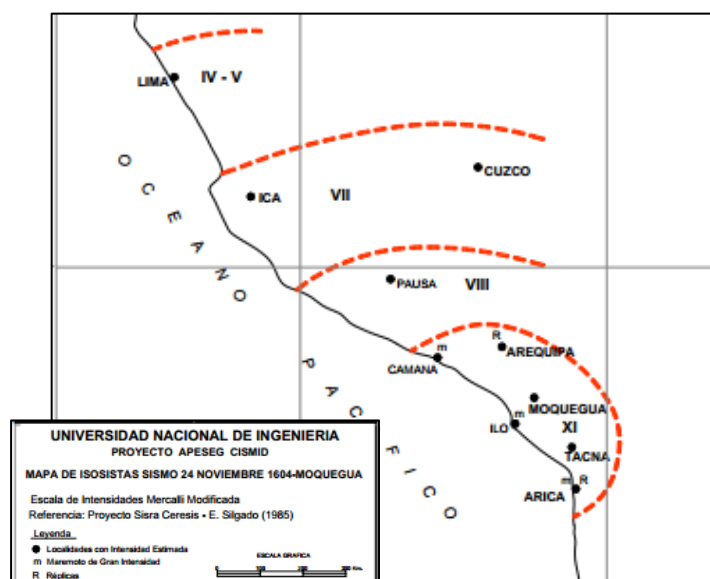 LIMA
IV - V
CUZCO
ICA
VII
OCEANO PACIFICO
PAUSA
VIII
m
R
AREQUIPA
CAMANA
MOQUEGUA
m
XI
ILO
TACNA
m R
ARICA
UNIVERSIDAD NACIONAL DE INGENIERIA
PROYECTO APESEG CISMID
MAPA DE ISOSISTAS SISMO 24 NOVIEMBRE 1604-MOQUEGUA
Escala de Intensidades Mercalli Modificada
Referencia: Proyecto Sisra Ceresis - E. Silgado (1985)
Leyenda
Localidades con Intensidad Estimada
ESCALA GRAFICA
m Maremoto de Gran Intensidad
R Réplicas